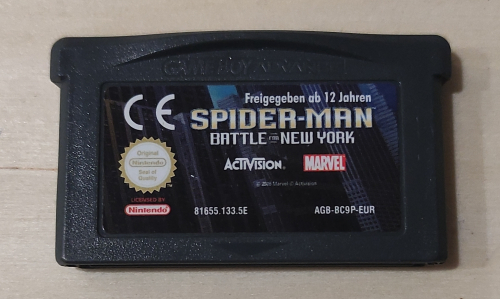 GAME BOY ADVANCE
Freigegeben ab 12 Jahren
CE
SPIDER-MAN
BATTLE FOR NEW YORK
Original
Nintendo
Seal of
Quality
ACTIVISION
MARVEL
LICENSED BY
Nintendo
81655.133.5E
AGB-BC9P-EUR